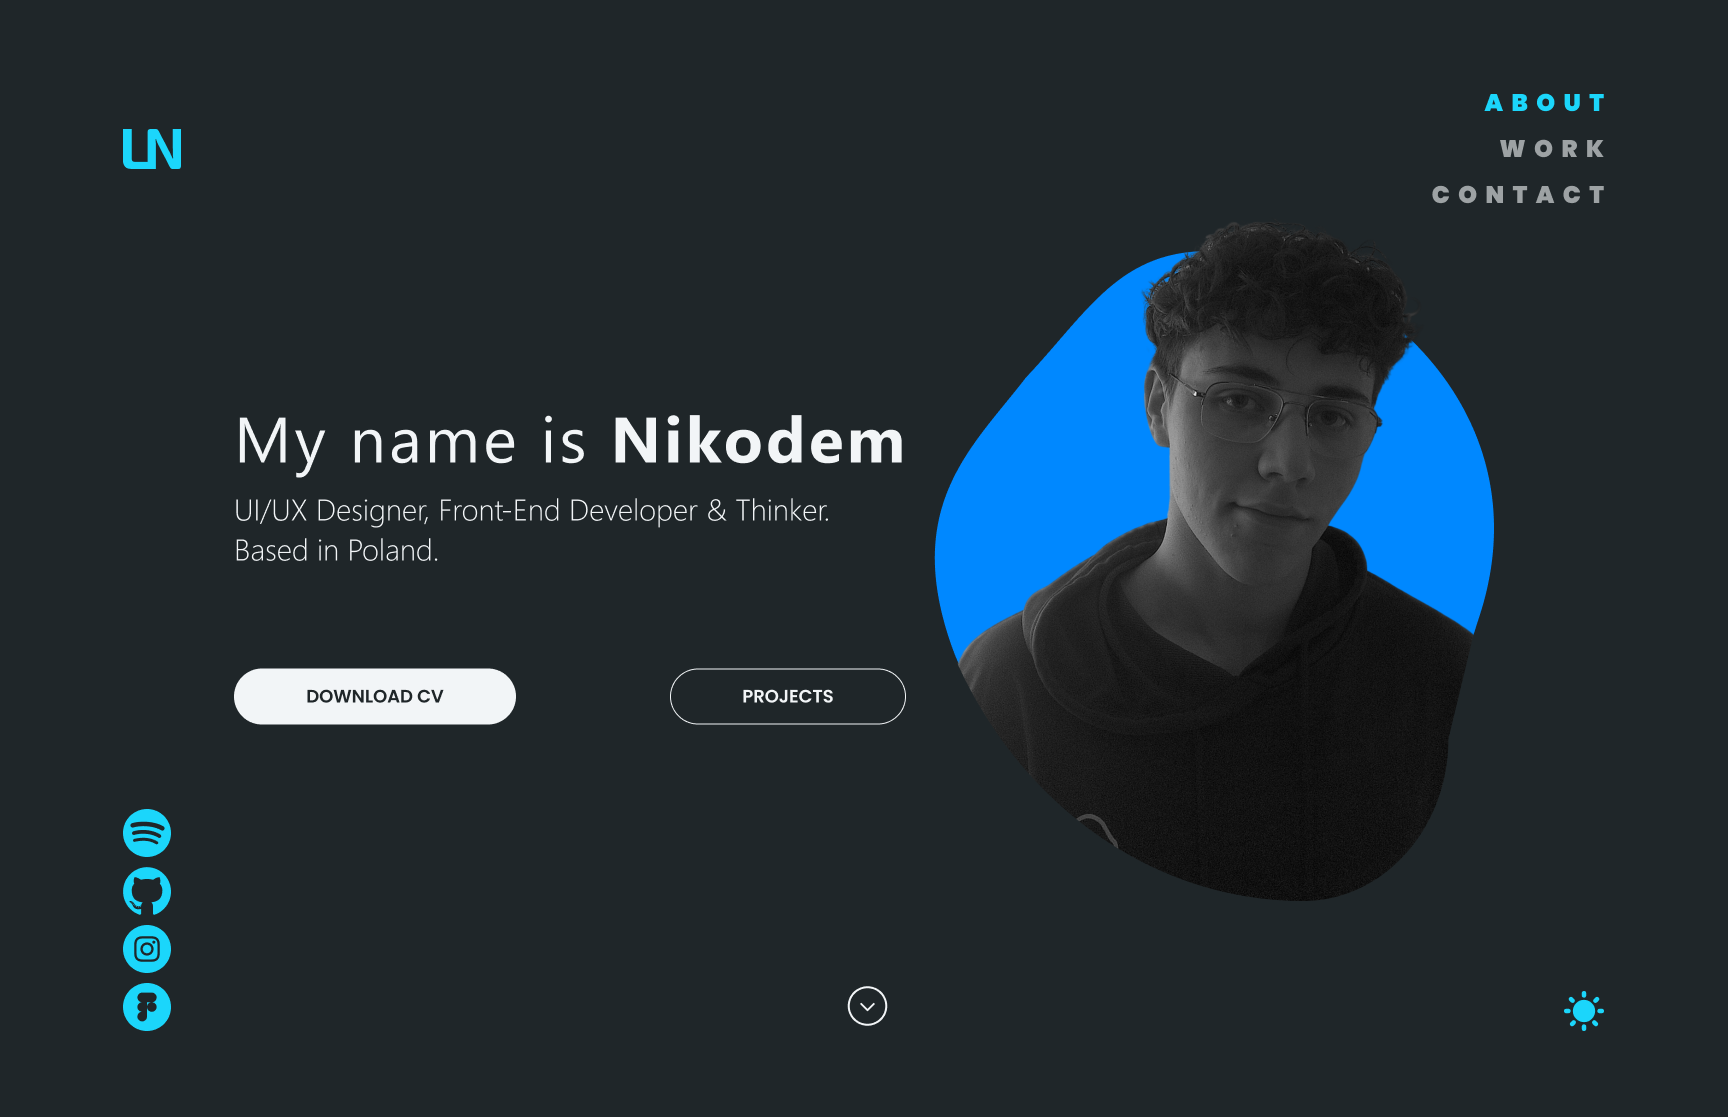 UN
ABOUT
WORK
CONTACT
My name is Nikodem
UI/UX Designer, Front-End Developer & Thinker.
Based in Poland.
DOWNLOAD CV
PROJECTS